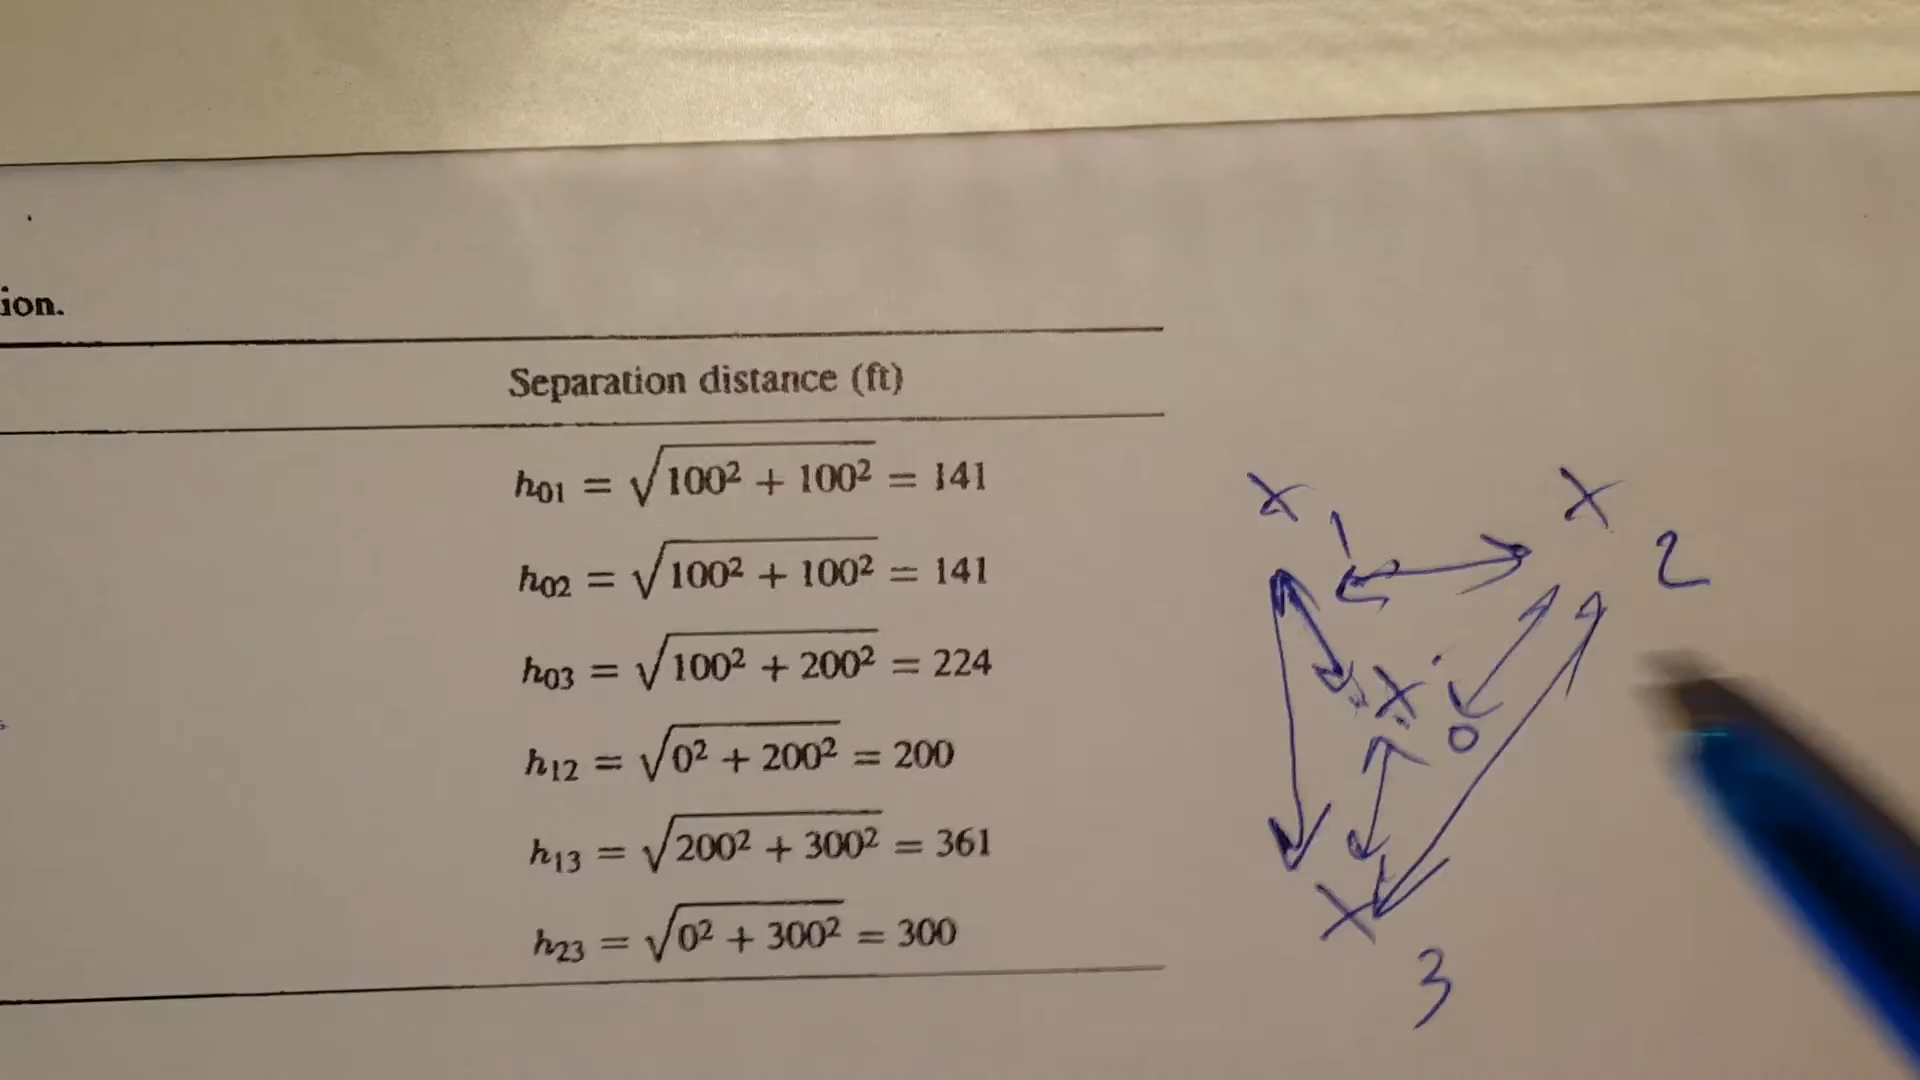 ion.
Separation distance (ft)
h₀₁ = √100² + 100² = 141
h₀₂ = √100² + 100² = 141
h₀₃ = √100² + 200² = 224
h₁₂ = √0² + 200² = 200
h₁₃ = √200² + 300² = 361
h₂₃ = √0² + 300² = 300
x 1 x 2
x 0
x 3